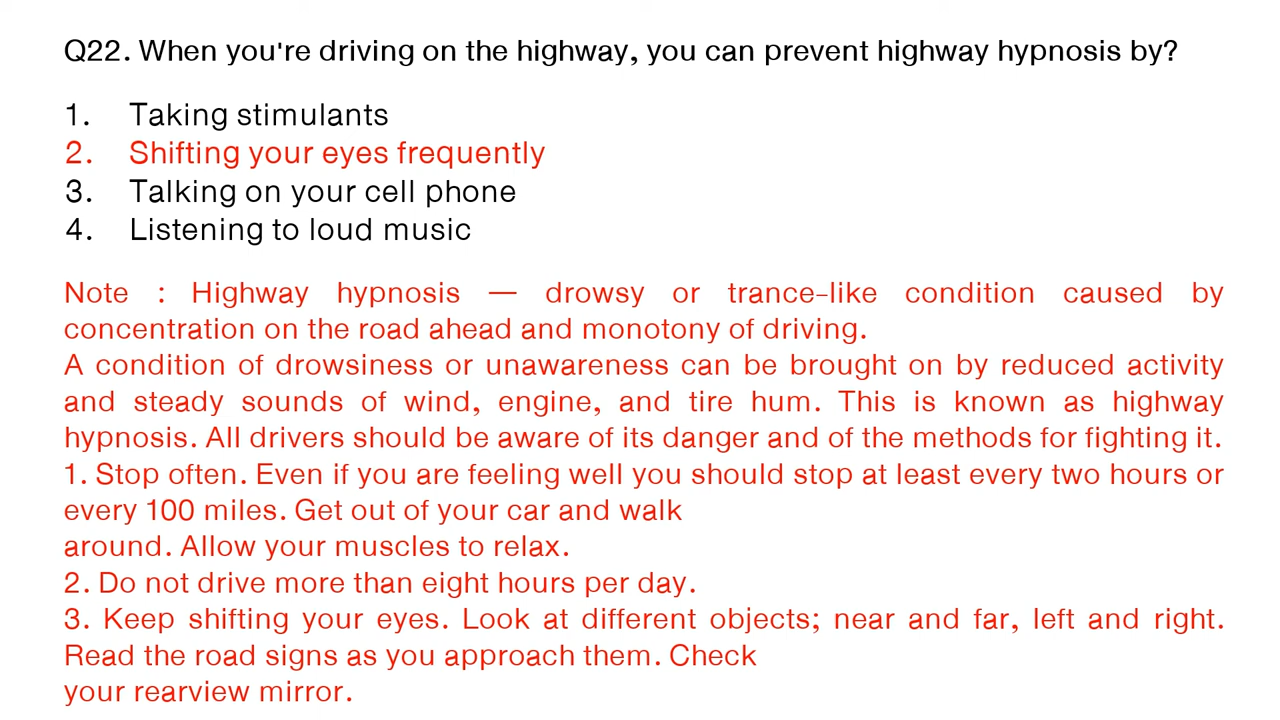 Q22. When you're driving on the highway, you can prevent highway hypnosis by?
1. Taking stimulants
2. Shifting your eyes frequently
3. Talking on your cell phone
4. Listening to loud music
Note : Highway hypnosis — drowsy or trance-like condition caused by
concentration on the road ahead and monotony of driving.
A condition of drowsiness or unawareness can be brought on by reduced activity
and steady sounds of wind, engine, and tire hum. This is known as highway
hypnosis. All drivers should be aware of its danger and of the methods for fighting it.
1. Stop often. Even if you are feeling well you should stop at least every two hours or
every 100 miles. Get out of your car and walk
around. Allow your muscles to relax.
2. Do not drive more than eight hours per day.
3. Keep shifting your eyes. Look at different objects; near and far, left and right.
Read the road signs as you approach them. Check
your rearview mirror.